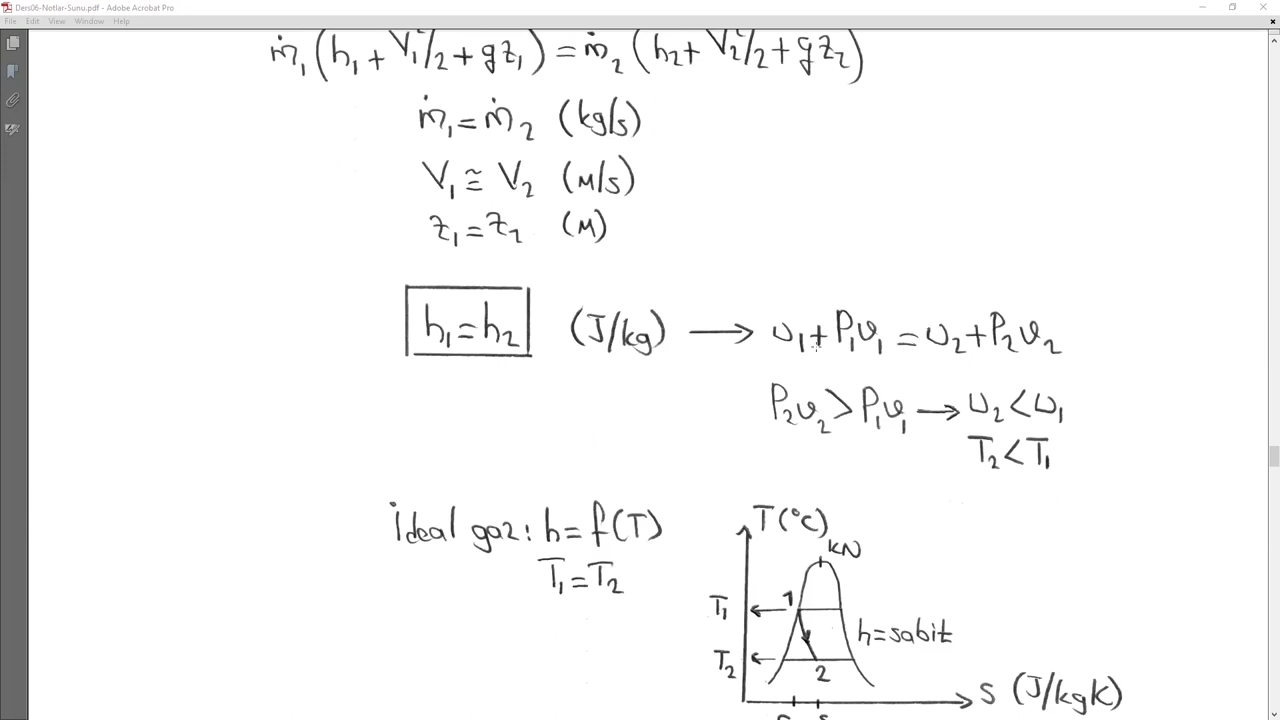 Ders06-Notlar-Sunu.pdf - Adobe Acrobat Pro
File Edit View Window Help
ṁ₁(h₁+V₁²/2+gz₁)=ṁ₂(h₂+V₂²/2+gz₂)
ṁ₁=ṁ₂ (kg/s)
V₁≅V₂ (m/s)
z₁=z₂ (m)
h₁=h₂ (J/kg) → u₁+P₁v₁=u₂+P₂v₂
P₂v₂>P₁v₁ → u₂<u₁
T₂<T₁
İdeal gaz: h=f(T)
T₁=T₂
T(°C)
KN
T₁ 1
h=sabit
T₂ 2
s (J/kgK)